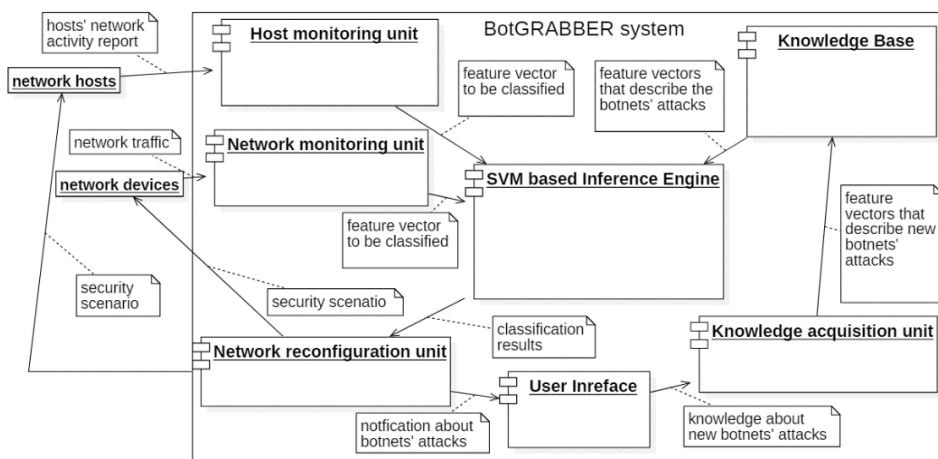 hosts' network
activity report
Host monitoring unit
BotGRABBER system
Knowledge Base
network hosts
feature vector
to be classified
feature vectors
that describe the
botnets' attacks
network traffic
Network monitoring unit
network devices
SVM based Inference Engine
feature vector
to be classified
feature
vectors that
describe new
botnets'
attacks
security
scenario
security scenatio
classification
results
Network reconfiguration unit
Knowledge acquisition unit
User Inreface
notfication about
botnets' attacks
knowledge about
new botnets' attacks